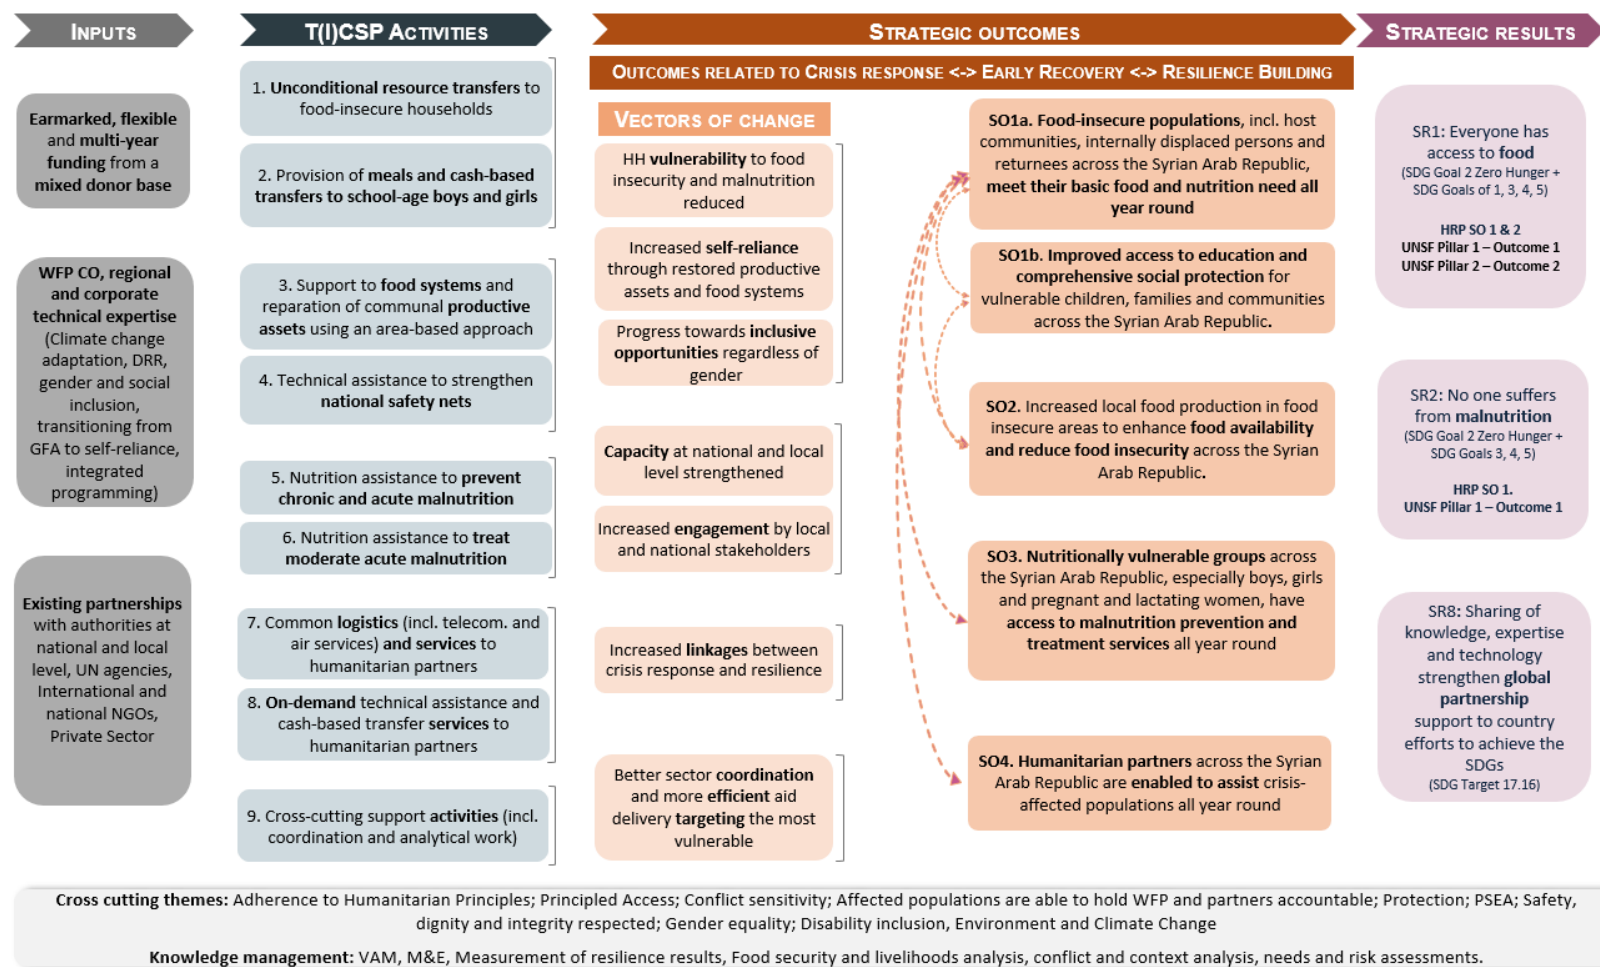 INPUTS
T(I)CSP ACTIVITIES
STRATEGIC OUTCOMES
STRATEGIC RESULTS
OUTCOMES RELATED TO CRISIS RESPONSE <-> EARLY RECOVERY <-> RESILIENCE BUILDING
Earmarked, flexible
and multi-year
funding from a
mixed donor base
WFP CO, regional
and corporate
technical expertise
(Climate change
adaptation, DRR,
gender and social
inclusion,
transitioning from
GFA to self-reliance,
integrated
programming)
Existing partnerships
with authorities at
national and local
level, UN agencies,
International and
national NGOs,
Private Sector
1. Unconditional resource transfers to
food-insecure households
2. Provision of meals and cash-based
transfers to school-age boys and girls
3. Support to food systems and
reparation of communal productive
assets using an area-based approach
4. Technical assistance to strengthen
national safety nets
5. Nutrition assistance to prevent
chronic and acute malnutrition
6. Nutrition assistance to treat
moderate acute malnutrition
7. Common logistics (incl. telecom. and
air services) and services to
humanitarian partners
8. On-demand technical assistance and
cash-based transfer services to
humanitarian partners
9. Cross-cutting support activities (incl.
coordination and analytical work)
VECTORS OF CHANGE
HH vulnerability to food
insecurity and malnutrition
reduced
Increased self-reliance
through restored productive
assets and food systems
Progress towards inclusive
opportunities regardless of
gender
Capacity at national and local
level strengthened
Increased engagement by local
and national stakeholders
Increased linkages between
crisis response and resilience
Better sector coordination
and more efficient aid
delivery targeting the most
vulnerable
SO1a. Food-insecure populations, incl. host
communities, internally displaced persons and
returnees across the Syrian Arab Republic,
meet their basic food and nutrition need all
year round
SO1b. Improved access to education and
comprehensive social protection for
vulnerable children, families and communities
across the Syrian Arab Republic.
SO2. Increased local food production in food
insecure areas to enhance food availability
and reduce food insecurity across the Syrian
Arab Republic.
SO3. Nutritionally vulnerable groups across
the Syrian Arab Republic, especially boys, girls
and pregnant and lactating women, have
access to malnutrition prevention and
treatment services all year round
SO4. Humanitarian partners across the Syrian
Arab Republic are enabled to assist crisis-
affected populations all year round
SR1: Everyone has
access to food
(SDG Goal 2 Zero Hunger +
SDG Goals of 1, 3, 4, 5)
HRP SO 1 & 2
UNSF Pillar 1 – Outcome 1
UNSF Pillar 2 – Outcome 2
SR2: No one suffers
from malnutrition
(SDG Goal 2 Zero Hunger +
SDG Goals 3, 4, 5)
HRP SO 1.
UNSF Pillar 1 – Outcome 1
SR8: Sharing of
knowledge, expertise
and technology
strengthen global
partnership
support to country
efforts to achieve the
SDGs
(SDG Target 17.16)
Cross cutting themes: Adherence to Humanitarian Principles; Principled Access; Conflict sensitivity; Affected populations are able to hold WFP and partners accountable; Protection; PSEA; Safety,
dignity and integrity respected; Gender equality; Disability inclusion, Environment and Climate Change
Knowledge management: VAM, M&E, Measurement of resilience results, Food security and livelihoods analysis, conflict and context analysis, needs and risk assessments.